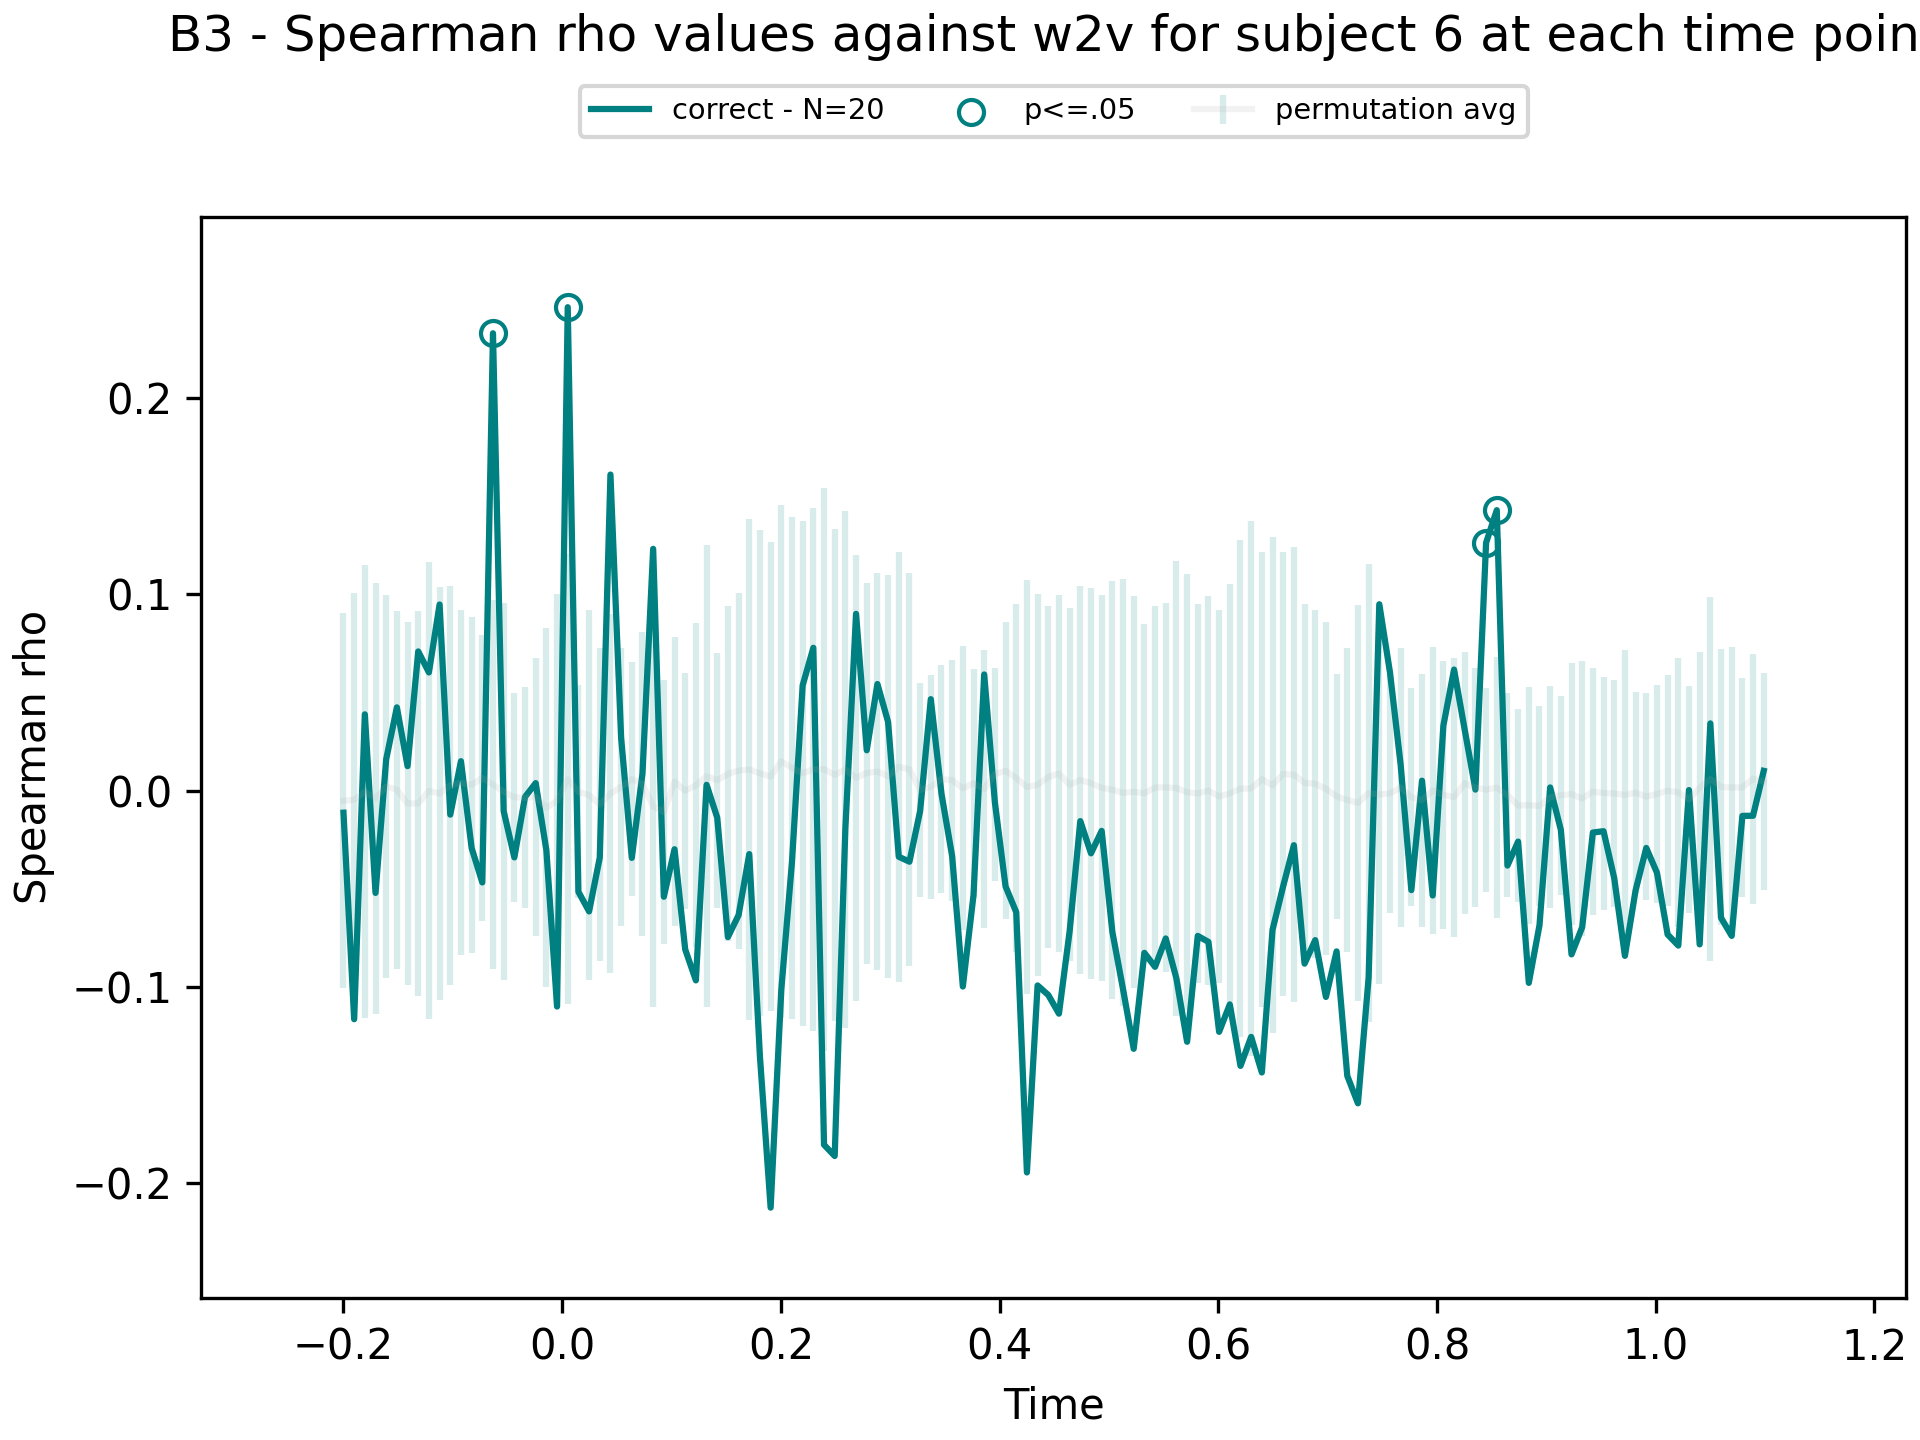 B3 - Spearman rho values against w2v for subject 6 at each time poin
correct - N=20 p<=.05 permutation avg
0.2
0.1
0.0
−0.1
−0.2
Spearman rho
−0.2 0.0 0.2 0.4 0.6 0.8 1.0 1.2
Time